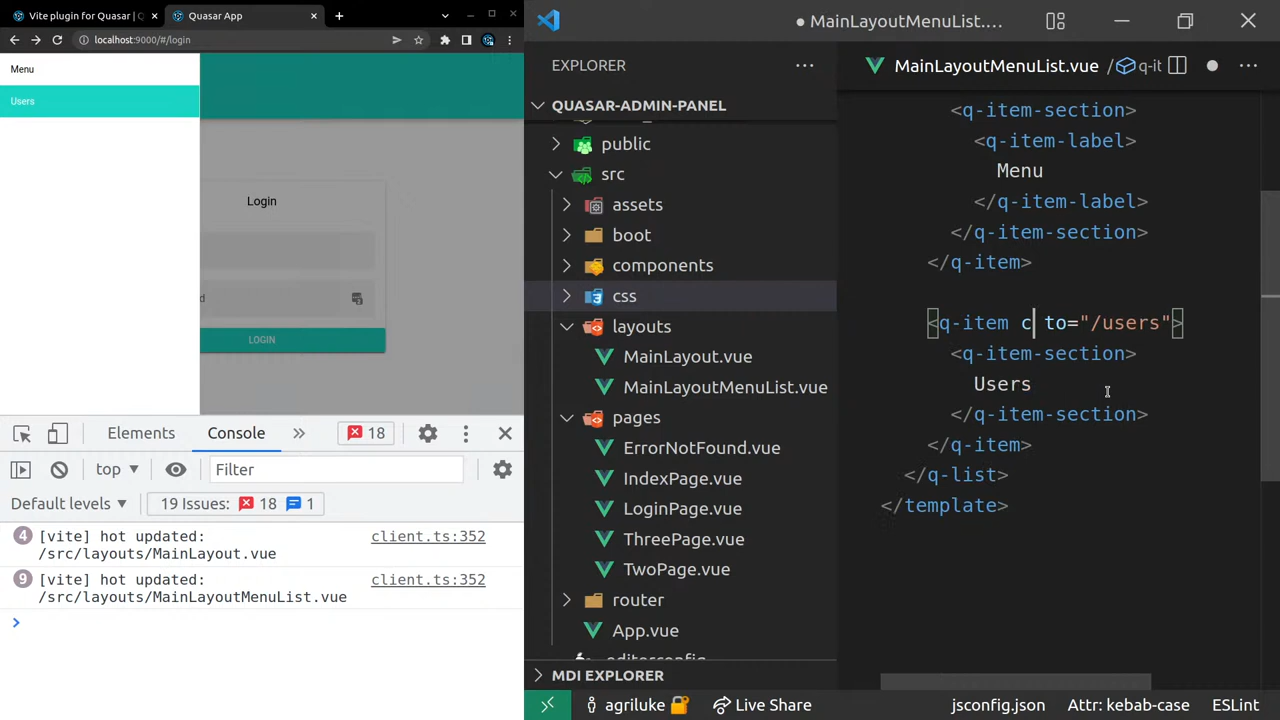 Vite plugin for Quasar |
Quasar App
localhost:9000/#/login
Menu
Users
Login
d
LOGIN
Elements
Console
18
top
Filter
Default levels
19 Issues:
18
1
4
[vite] hot updated:
client.ts:352
/src/layouts/MainLayout.vue
9
[vite] hot updated:
client.ts:352
/src/layouts/MainLayoutMenuList.vue
MainLayoutMenuList....
EXPLORER
QUASAR-ADMIN-PANEL
public
src
assets
boot
components
css
layouts
MainLayout.vue
MainLayoutMenuList.vue
pages
ErrorNotFound.vue
IndexPage.vue
LoginPage.vue
ThreePage.vue
TwoPage.vue
router
App.vue
.editorconfig
MDI EXPLORER
MainLayoutMenuList.vue / q-it
<q-item-section>
<q-item-label>
Menu
</q-item-label>
</q-item-section>
</q-item>
<q-item c to="/users">
<q-item-section>
Users
</q-item-section>
</q-item>
</q-list>
</template>
agriluke
Live Share
jsconfig.json
Attr: kebab-case
ESLint